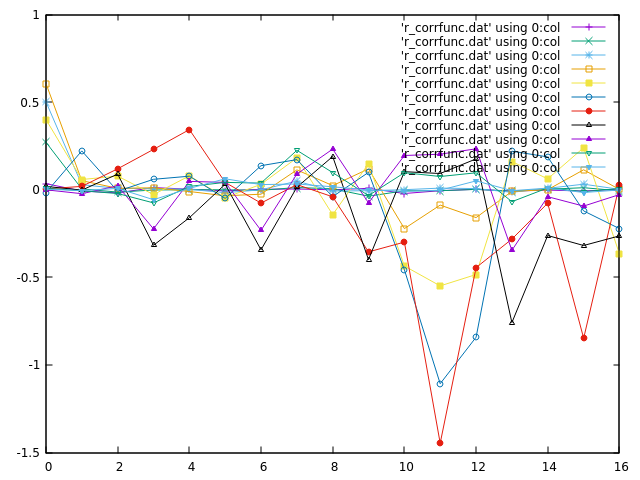 1
0.5
0
-0.5
-1
-1.5
'r_corrfunc.dat' using 0:col
'r_corrfunc.dat' using 0:col
'r_corrfunc.dat' using 0:col
'r_corrfunc.dat' using 0:col
'r_corrfunc.dat' using 0:col
'r_corrfunc.dat' using 0:col
'r_corrfunc.dat' using 0:col
'r_corrfunc.dat' using 0:col
'r_corrfunc.dat' using 0:col
'r_corrfunc.dat' using 0:col
'r_corrfunc.dat' using 0:col
0 2 4 6 8 10 12 14 16